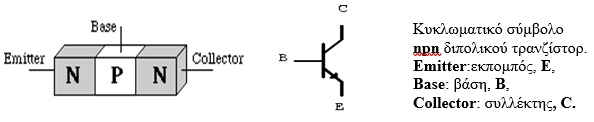 Base
Emitter
Collector
N P N
C
B
E
Κυκλωματικό σύμβολο
npn διπολικού τρανζίστορ.
Emitter:εκπομπός, E,
Base: βάση, B,
Collector: συλλέκτης, C.